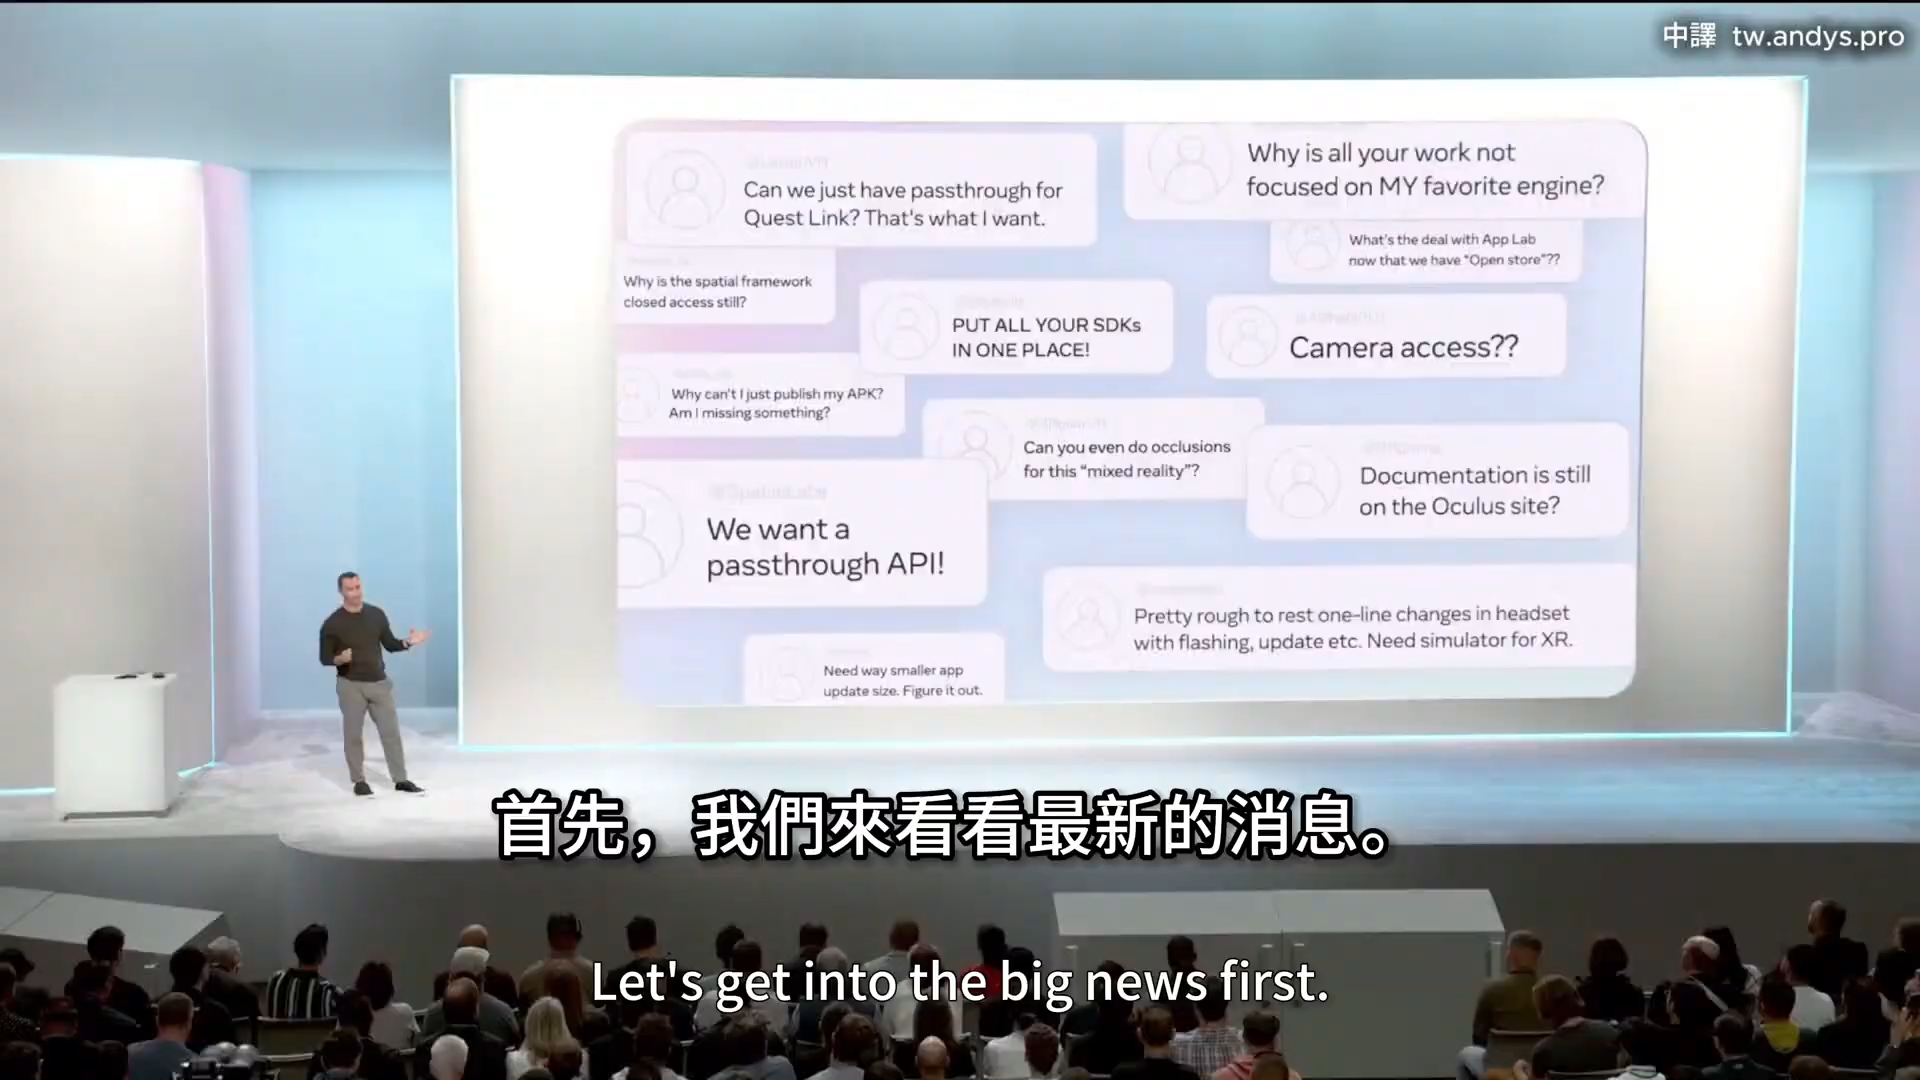 中譯 tw.andys.pro
Can we just have passthrough for
Quest Link? That's what I want.
Why is all your work not
focused on MY favorite engine?
What's the deal with App Lab
now that we have “Open store”??
Why is the spatial framework
closed access still?
PUT ALL YOUR SDKs
IN ONE PLACE!
Camera access??
Why can't I just publish my APK?
Am I missing something?
Can you even do occlusions
for this “mixed reality”?
Documentation is still
on the Oculus site?
We want a
passthrough API!
Pretty rough to rest one-line changes in headset
with flashing, update etc. Need simulator for XR.
Need way smaller app
update size. Figure it out.
首先，我們來看看最新的消息。
Let's get into the big news first.